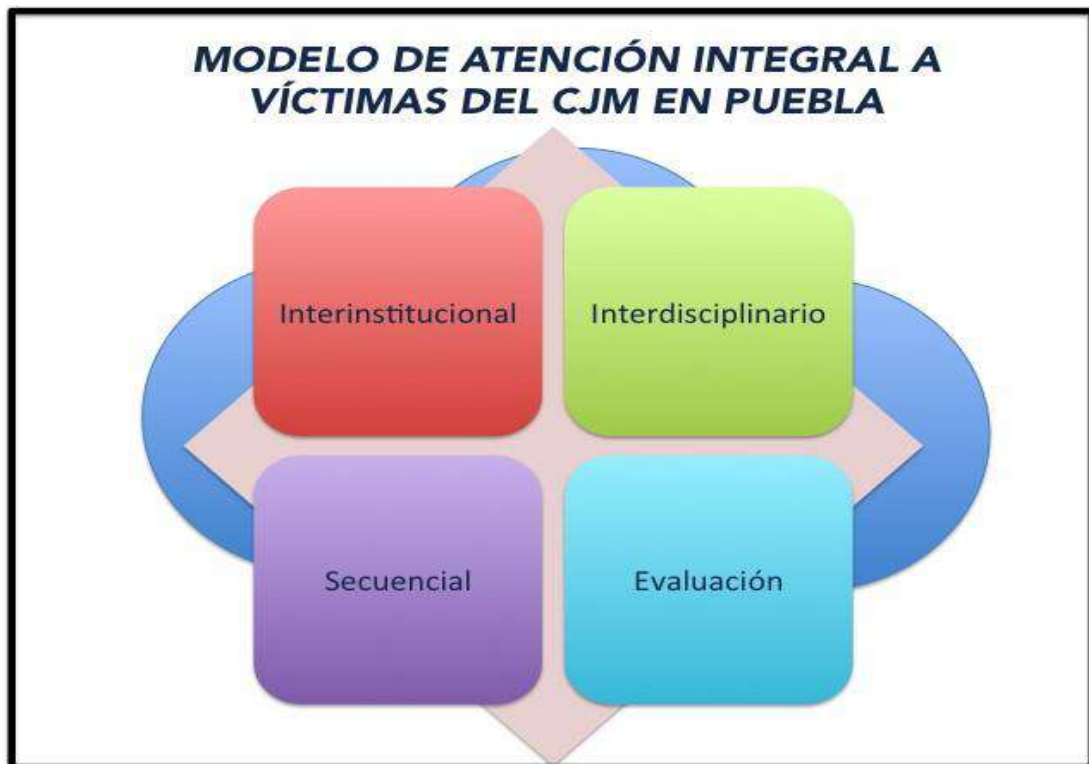 MODELO DE ATENCIÓN INTEGRAL A
VÍCTIMAS DEL CJM EN PUEBLA
Interinstitucional
Interdisciplinario
Secuencial
Evaluación